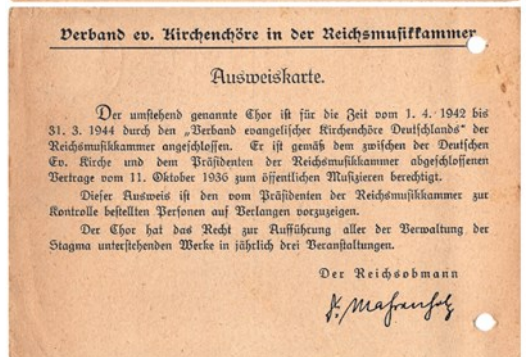 Verband ev. Kirchenchöre in der Reichsmusikkammer
Ausweiskarte.
Der umstehend genannte Chor ist für die Zeit vom 1. 4. 1942 bis
31. 3. 1944 durch den „Verband evangelischer Kirchenchöre Deutschlands“ der
Reichsmusikkammer angeschlossen. Er ist gemäß dem zwischen der Deutschen
Ev. Kirche und dem Präsidenten der Reichsmusikkammer abgeschlossenen
Vertrage vom 11. Oktober 1936 zum öffentlichen Musizieren berechtigt.
Dieser Ausweis ist den vom Präsidenten der Reichsmusikkammer zur
Kontrolle bestellten Personen auf Verlangen vorzuzeigen.
Der Chor hat das Recht zur Aufführung aller der Verwaltung der
Stagma unterstehenden Werke in jährlich drei Veranstaltungen.
Der Reichsobmann
Dr. Mahrenholz